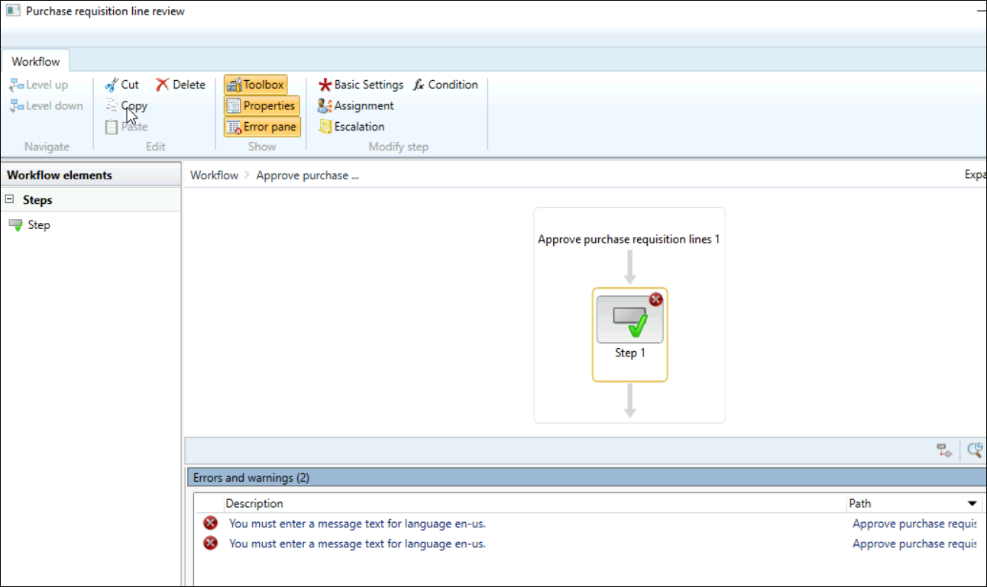 Purchase requisition line review
Workflow
Level up
Cut
Delete
Toolbox
Basic Settings
fx Condition
Level down
Copy
Properties
Assignment
Paste
Error pane
Escalation
Navigate
Edit
Show
Modify step
Workflow elements
Workflow > Approve purchase ...
Expa
Steps
Step
Approve purchase requisition lines 1
Step 1
Errors and warnings (2)
Description
Path
You must enter a message text for language en-us.
Approve purchase requis
You must enter a message text for language en-us.
Approve purchase requis